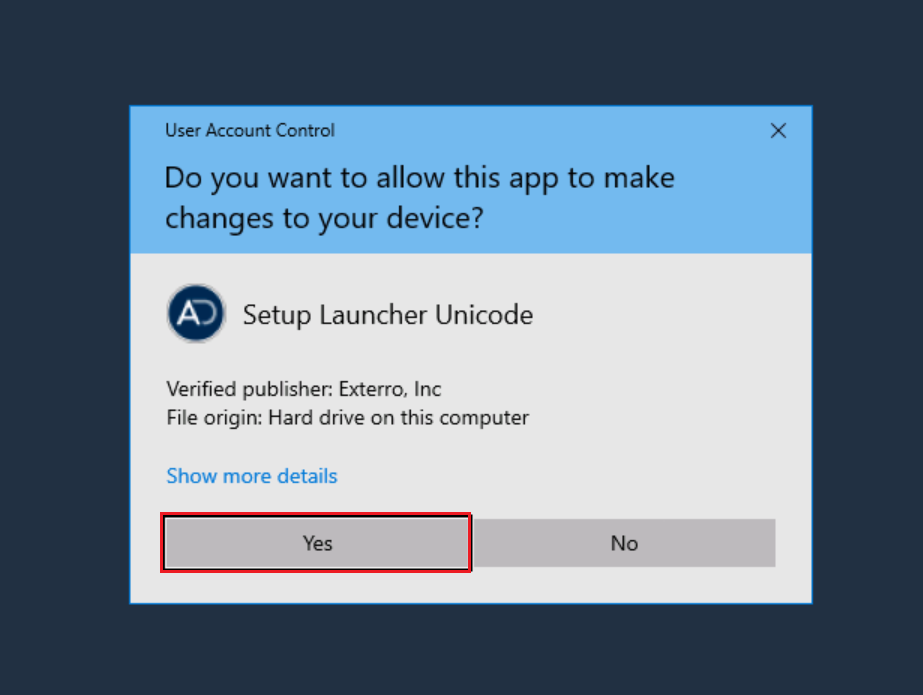 User Account Control
Do you want to allow this app to make
changes to your device?
AD
Setup Launcher Unicode
Verified publisher: Exterro, Inc
File origin: Hard drive on this computer
Show more details
Yes
No